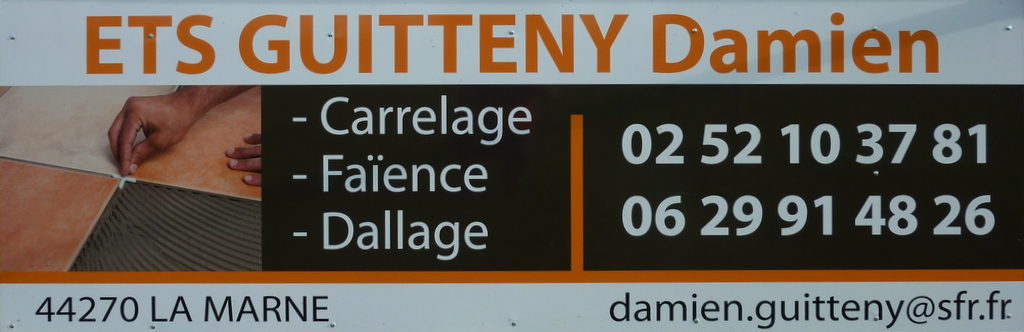 ETS GUITTENY Damien
- Carrelage
- Faïence
- Dallage
02 52 10 37 81
06 29 91 48 26
44270 LA MARNE
damien.guitteny@sfr.fr